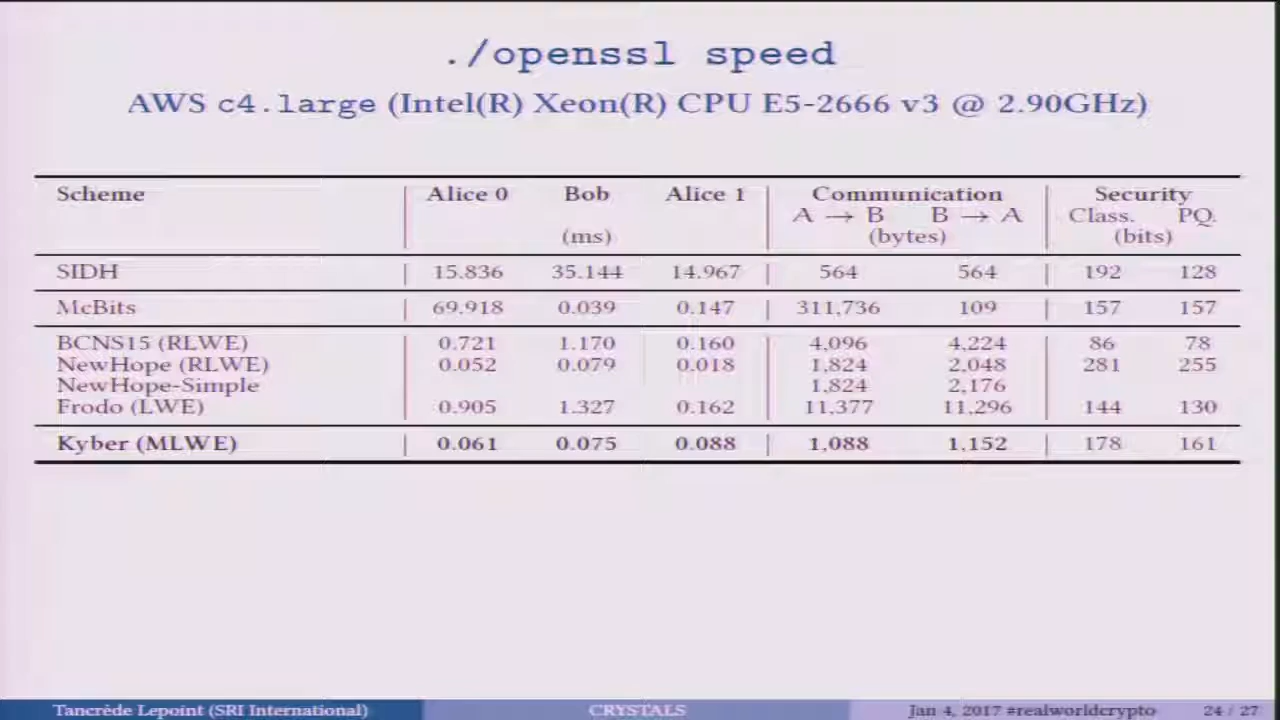 ./openssl speed
AWS c4.large (Intel(R) Xeon(R) CPU E5-2666 v3 @ 2.90GHz)
Scheme Alice 0 Bob Alice 1 Communication Security
A → B B → A Class. PQ.
(ms) (bytes) (bits)
SIDH 15.836 35.144 14.967 564 564 192 128
McBits 69.918 0.039 0.147 311,736 109 157 157
BCNS15 (RLWE) 0.721 1.170 0.160 4,096 4,224 86 78
NewHope (RLWE) 0.052 0.079 0.018 1,824 2,048 281 255
NewHope-Simple 1,824 2,176
Frodo (LWE) 0.905 1.327 0.162 11,377 11,296 144 130
Kyber (MLWE) 0.061 0.075 0.088 1,088 1,152 178 161
Tancrède Lepoint (SRI International) CRYSTALS Jan 4, 2017 #realworldcrypto 24 / 27